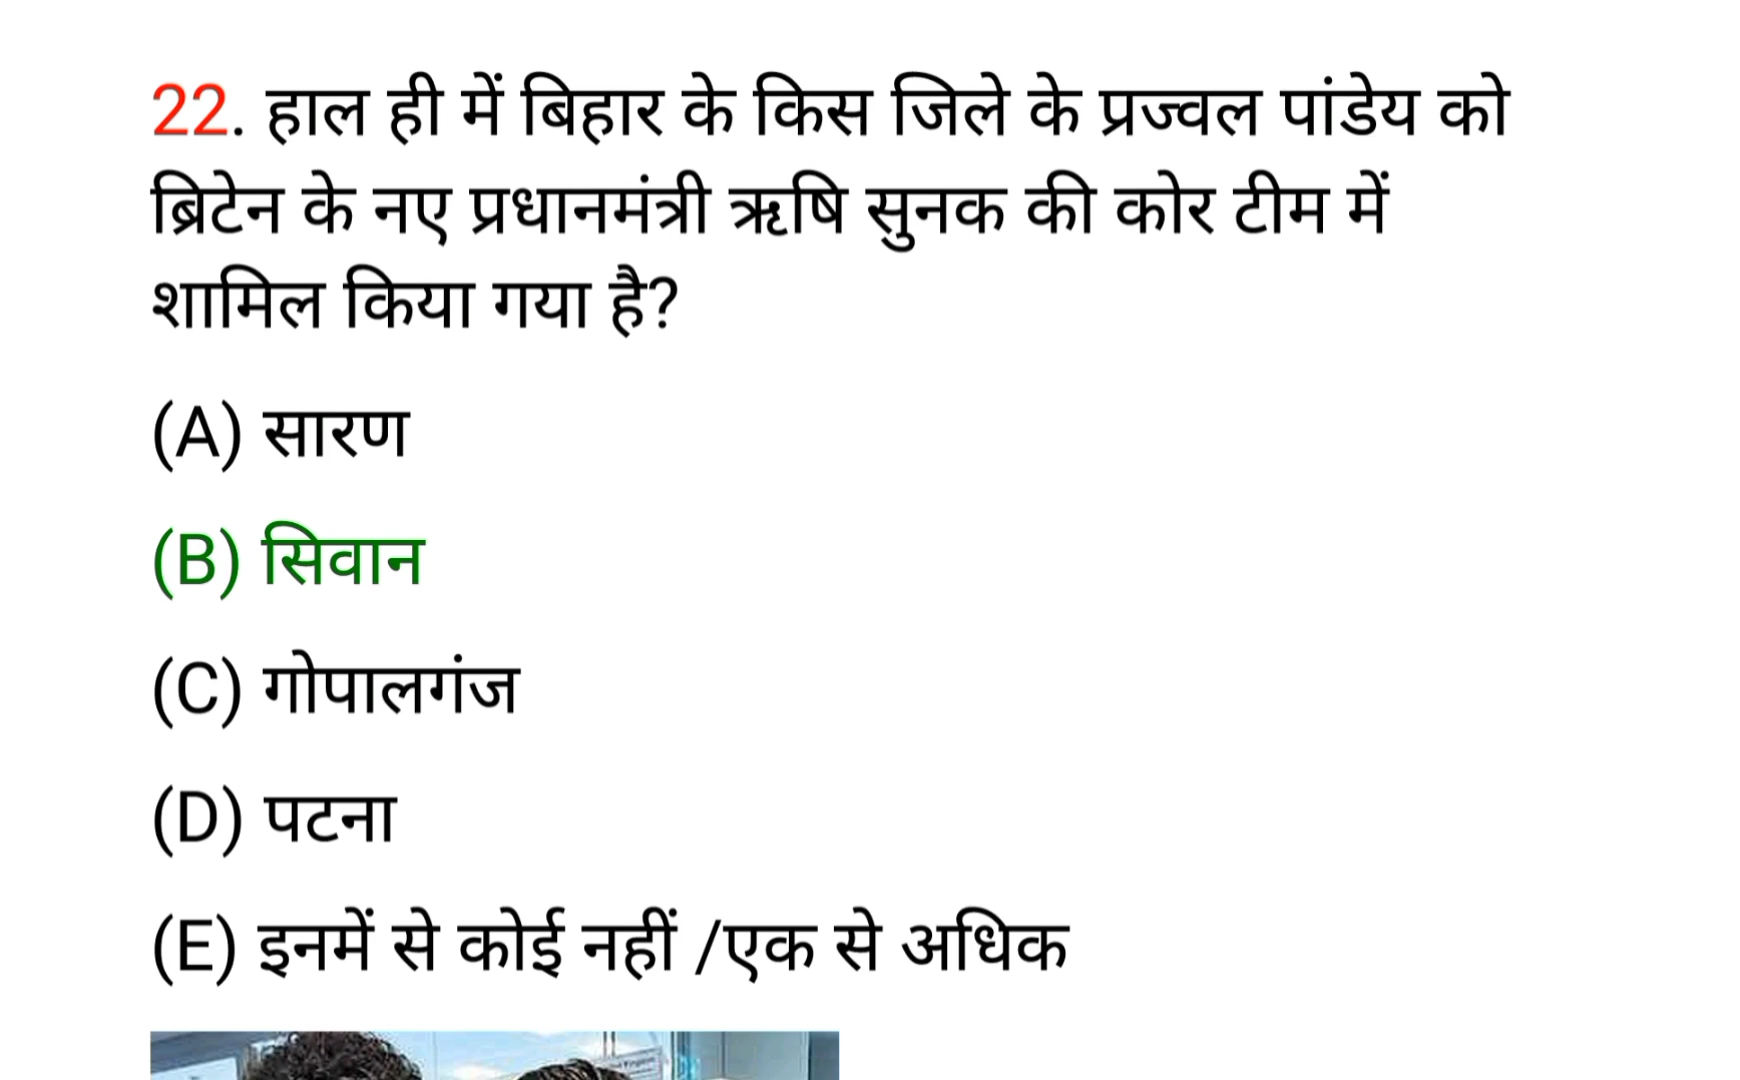 22. हाल ही में बिहार के किस जिले के प्रज्वल पांडेय को
ब्रिटेन के नए प्रधानमंत्री ऋषि सुनक की कोर टीम में
शामिल किया गया है?
(A) सारण
(B) सिवान
(C) गोपालगंज
(D) पटना
(E) इनमें से कोई नहीं /एक से अधिक